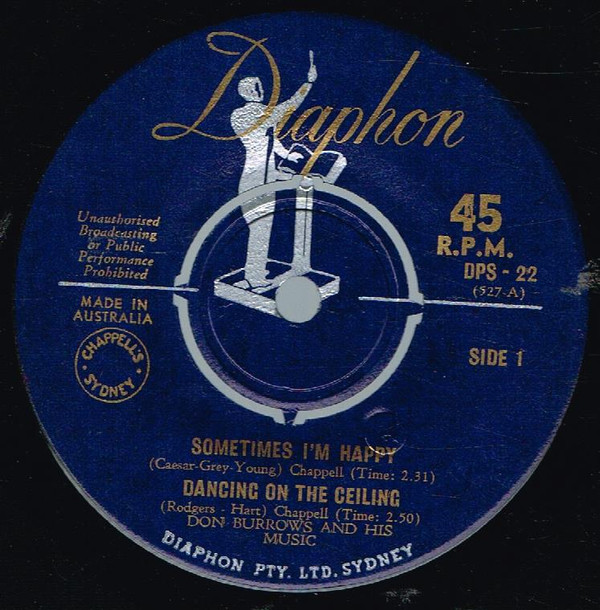 Diaphon
45
R.P.M.
DPS - 22
(527-A)
Unauthorised
Broadcasting
or Public
Performance
Prohibited
MADE IN
AUSTRALIA
CHAPPELL'S
SYDNEY
SIDE 1
SOMETIMES I'M HAPPY
(Caesar-Grey-Young) Chappell (Time: 2.31)
DANCING ON THE CEILING
(Rodgers - Hart) Chappell (Time: 2.50)
DON BURROWS AND HIS
MUSIC
DIAPHON PTY. LTD. SYDNEY